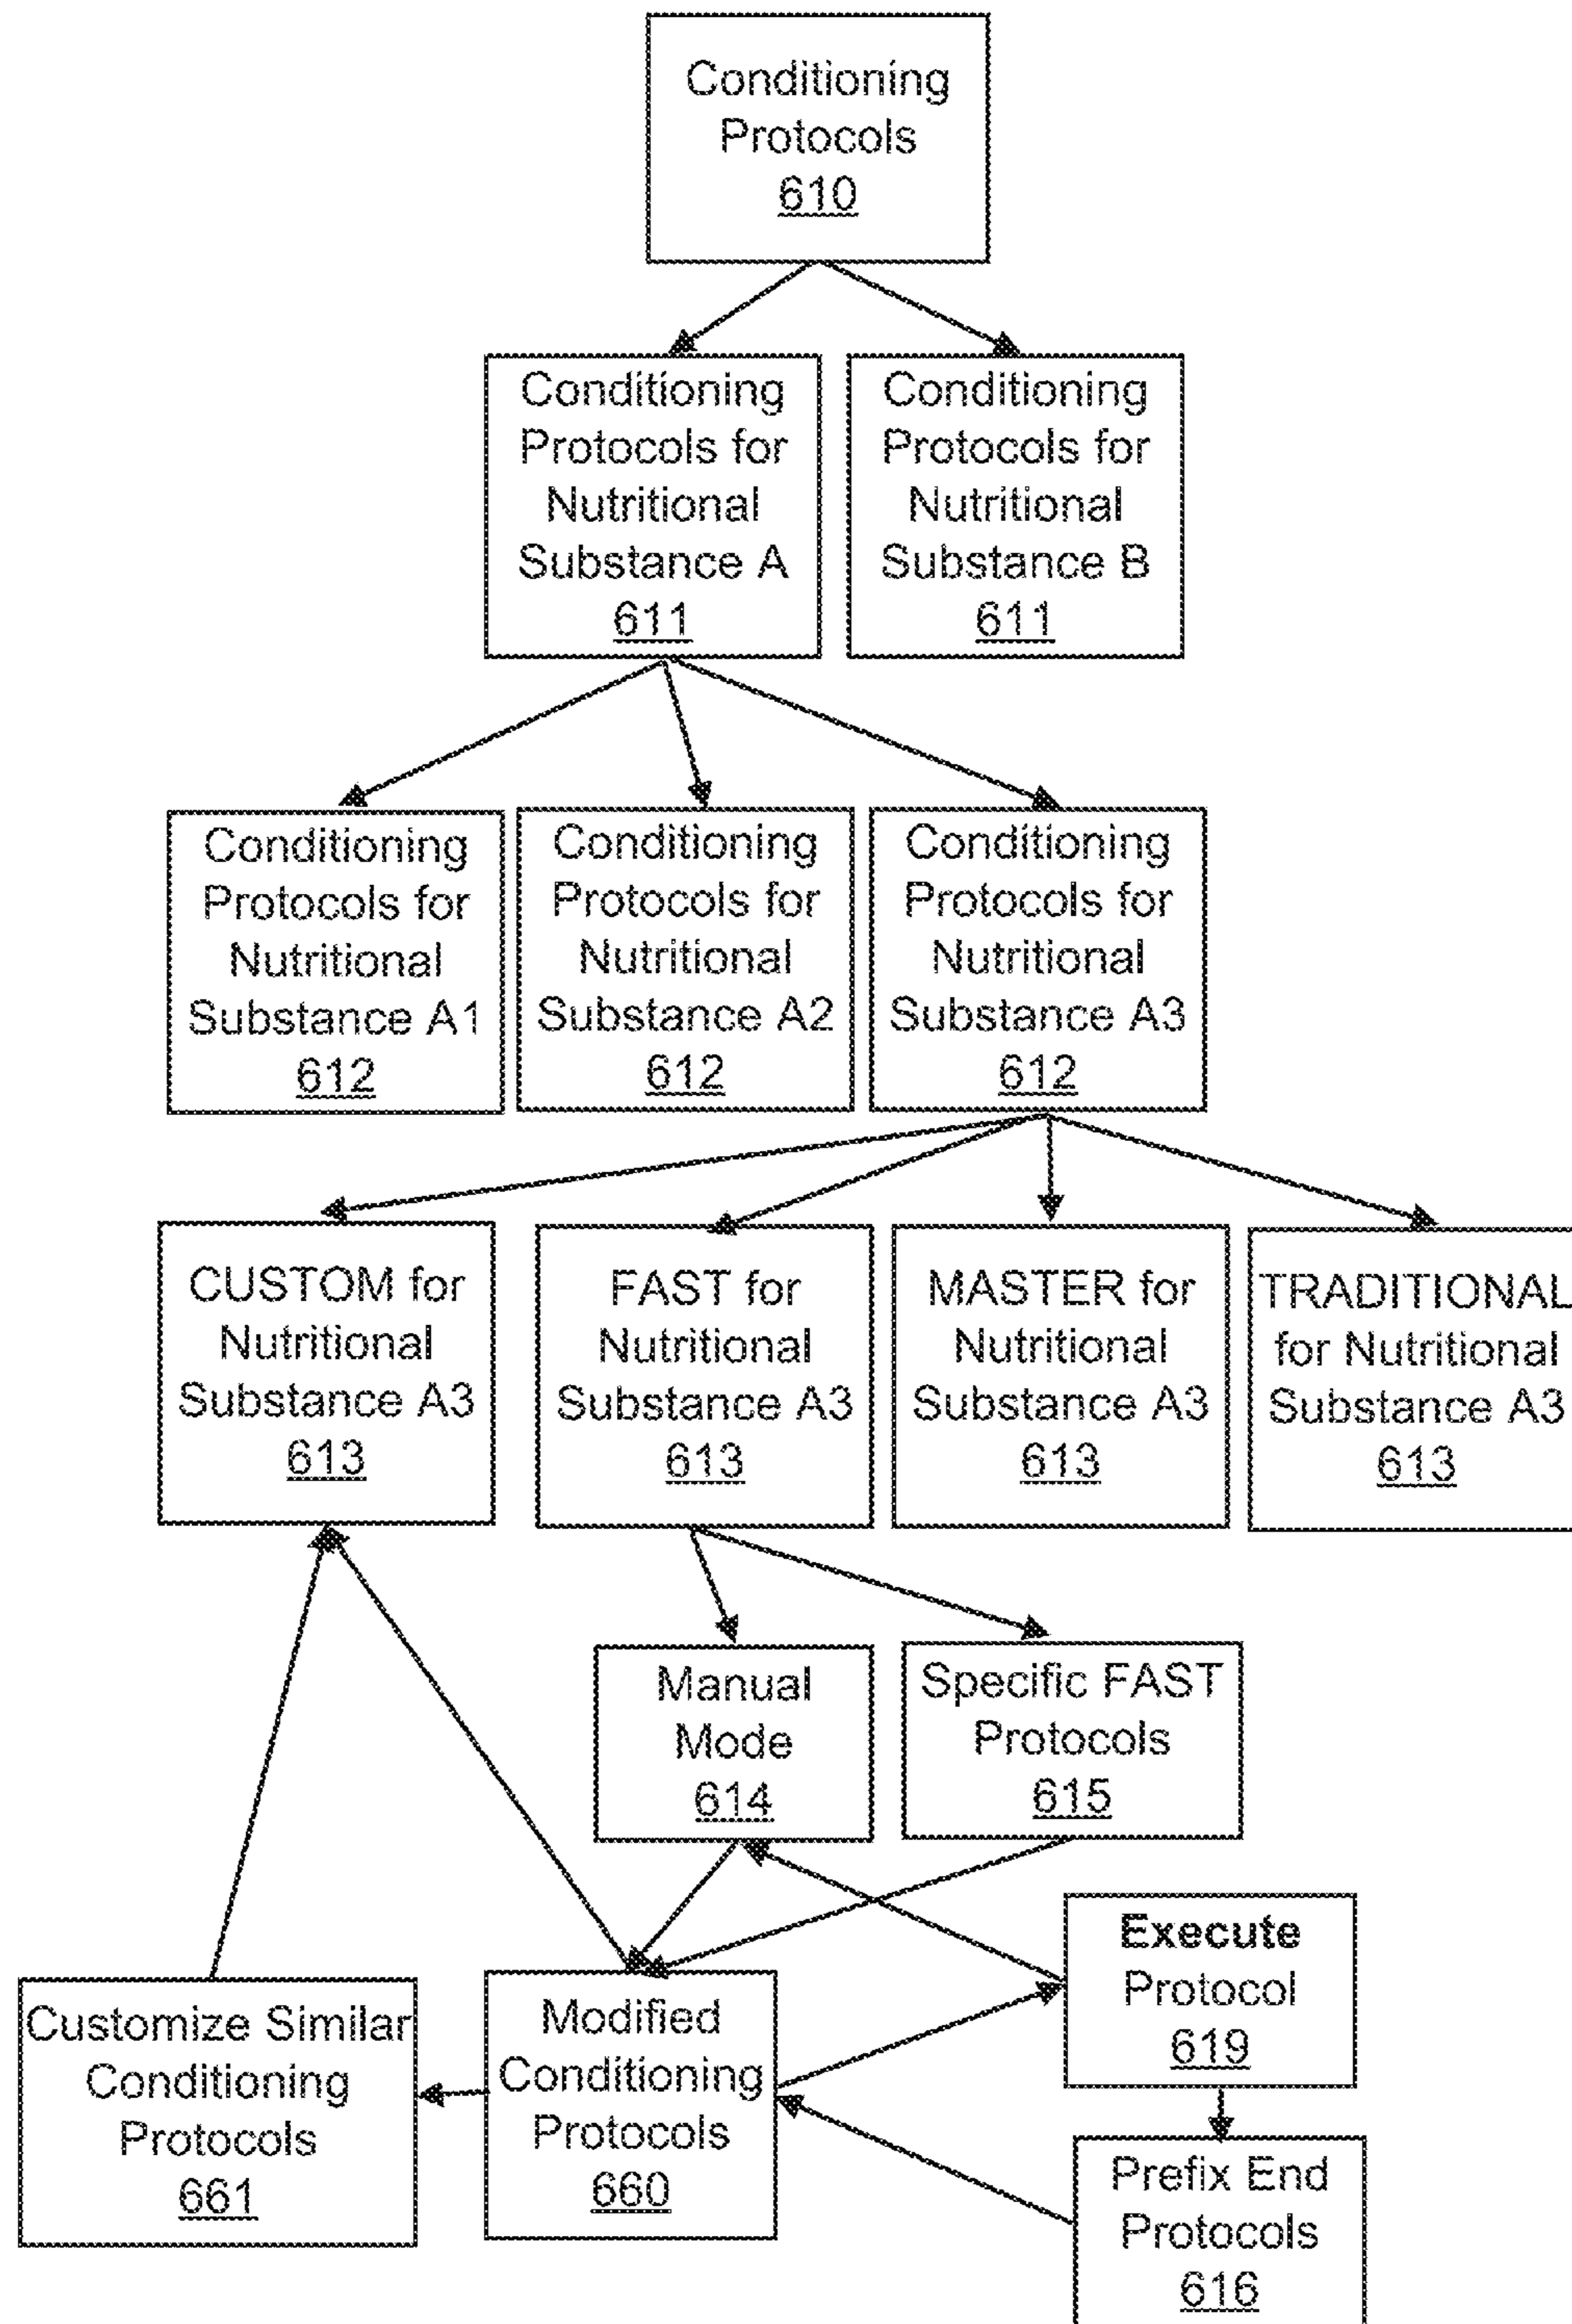 Conditioning
Protocols
610
Conditioning
Protocols for
Nutritional
Substance A
611
Conditioning
Protocols for
Nutritional
Substance B
611
Conditioning
Protocols for
Nutritional
Substance A1
612
Conditioning
Protocols for
Nutritional
Substance A2
612
Conditioning
Protocols for
Nutritional
Substance A3
612
CUSTOM for
Nutritional
Substance A3
613
FAST for
Nutritional
Substance A3
613
MASTER for
Nutritional
Substance A3
613
TRADITIONAL
for Nutritional
Substance A3
613
Manual
Mode
614
Specific FAST
Protocols
615
Execute
Protocol
619
Customize Similar
Conditioning
Protocols
661
Modified
Conditioning
Protocols
660
Prefix End
Protocols
616